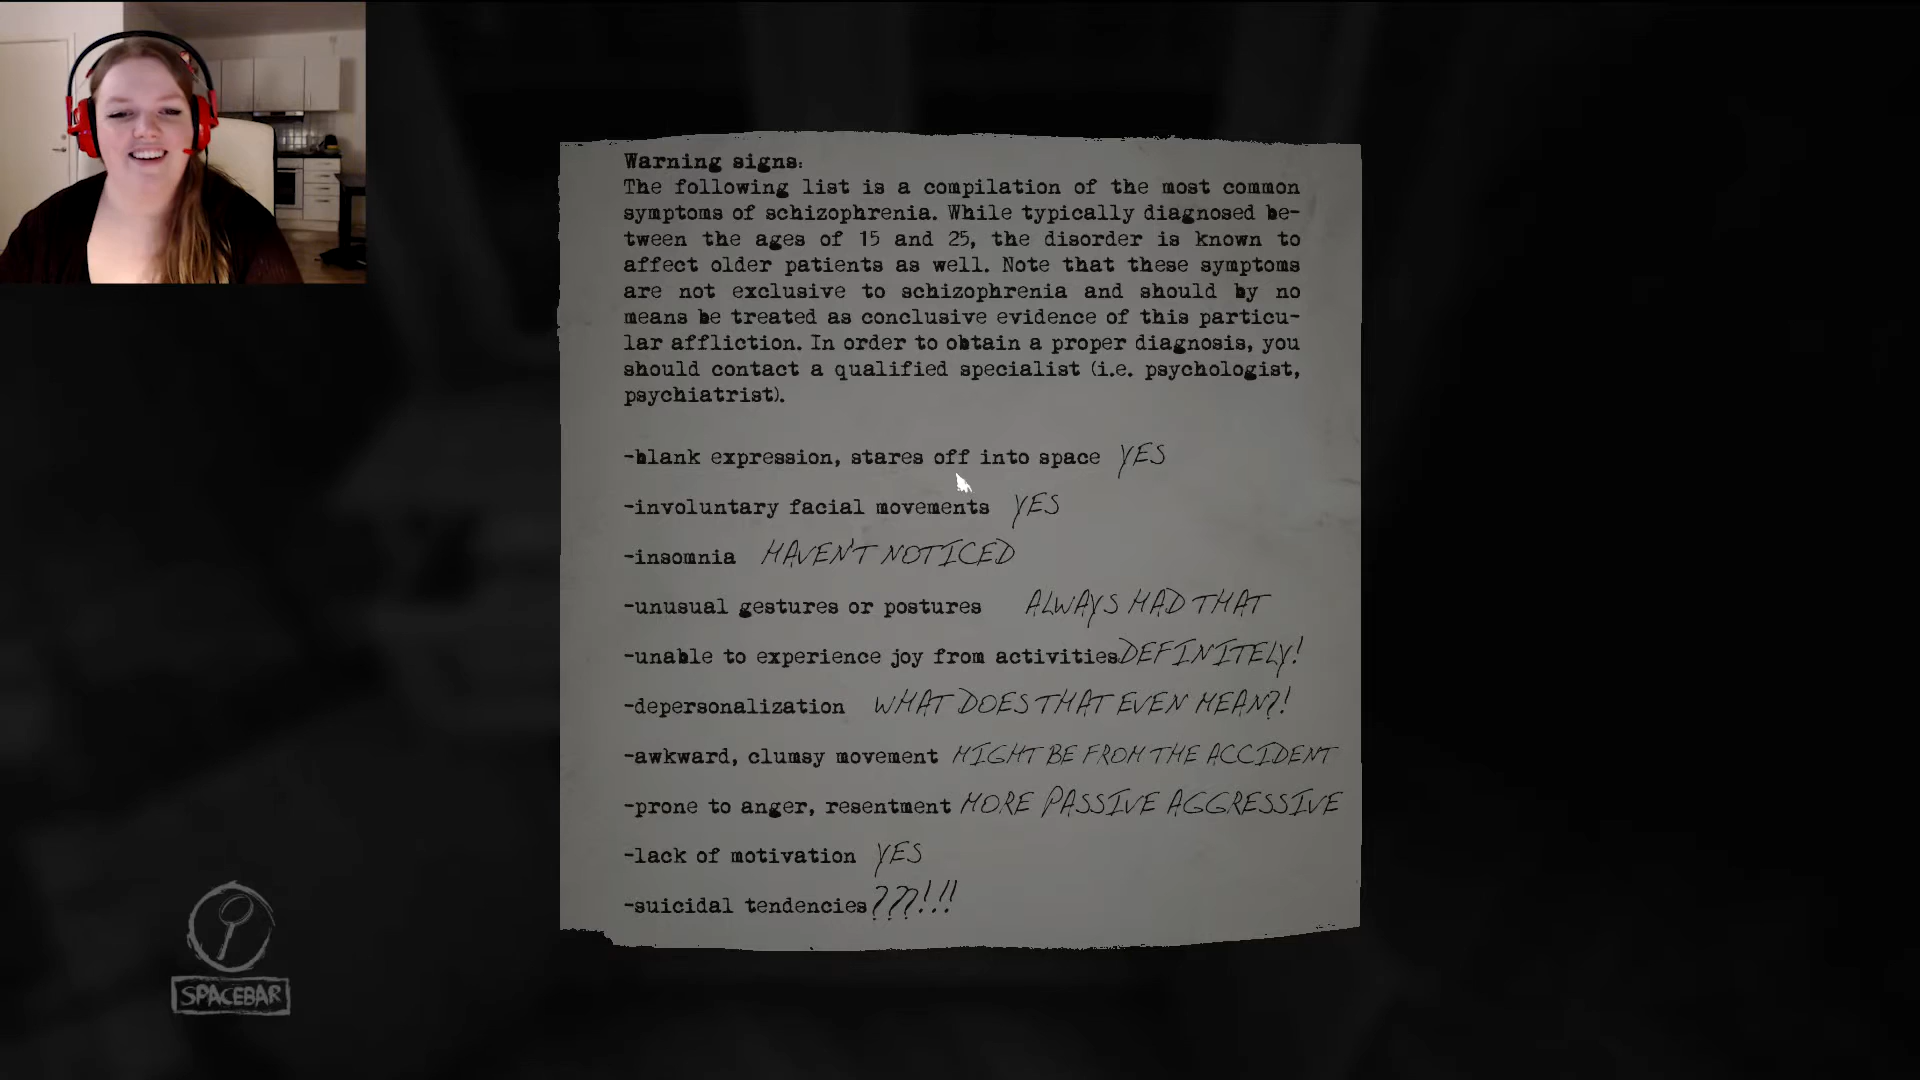 Warning signs:
The following list is a compilation of the most common
symptoms of schizophrenia. While typically diagnosed be-
tween the ages of 15 and 25, the disorder is known to
affect older patients as well. Note that these symptoms
are not exclusive to schizophrenia and should by no
means be treated as conclusive evidence of this particu-
lar affliction. In order to obtain a proper diagnosis, you
should contact a qualified specialist (i.e. psychologist,
psychiatrist).
-blank expression, stares off into space YES
-involuntary facial movements YES
-insomnia HAVEN'T NOTICED
-unusual gestures or postures ALWAYS HAD THAT
-unable to experience joy from activities DEFINITELY!
-depersonalization WHAT DOES THAT EVEN MEAN?!
-awkward, clumsy movement MIGHT BE FROM THE ACCIDENT
-prone to anger, resentment MORE PASSIVE AGGRESSIVE
-lack of motivation YES
-suicidal tendencies ???!!!
SPACEBAR